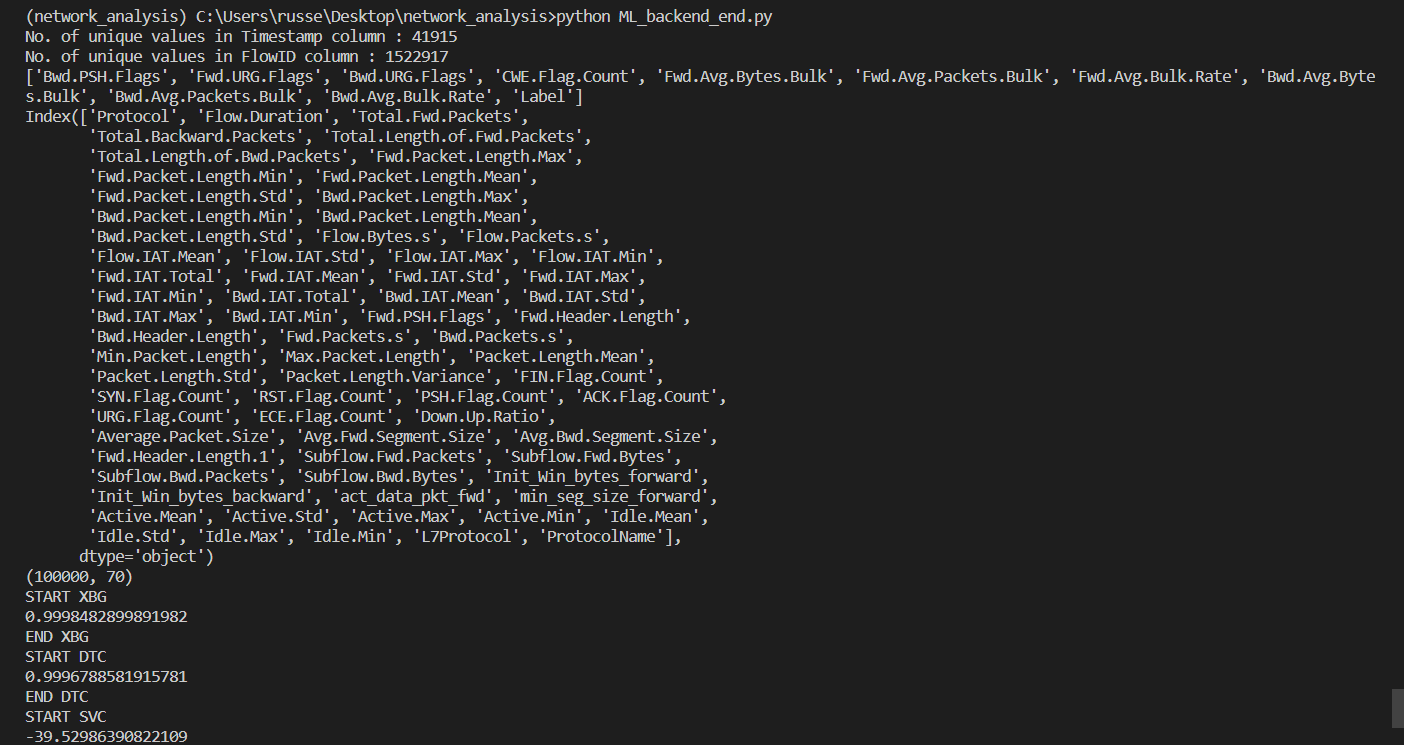 (network_analysis) C:\Users\russe\Desktop\network_analysis>python ML_backend_end.py
No. of unique values in Timestamp column : 41915
No. of unique values in FlowID column : 1522917
['Bwd.PSH.Flags', 'Fwd.URG.Flags', 'Bwd.URG.Flags', 'CWE.Flag.Count', 'Fwd.Avg.Bytes.Bulk', 'Fwd.Avg.Packets.Bulk', 'Fwd.Avg.Bulk.Rate', 'Bwd.Avg.Byte
s.Bulk', 'Bwd.Avg.Packets.Bulk', 'Bwd.Avg.Bulk.Rate', 'Label']
Index(['Protocol', 'Flow.Duration', 'Total.Fwd.Packets',
'Total.Backward.Packets', 'Total.Length.of.Fwd.Packets',
'Total.Length.of.Bwd.Packets', 'Fwd.Packet.Length.Max',
'Fwd.Packet.Length.Min', 'Fwd.Packet.Length.Mean',
'Fwd.Packet.Length.Std', 'Bwd.Packet.Length.Max',
'Bwd.Packet.Length.Min', 'Bwd.Packet.Length.Mean',
'Bwd.Packet.Length.Std', 'Flow.Bytes.s', 'Flow.Packets.s',
'Flow.IAT.Mean', 'Flow.IAT.Std', 'Flow.IAT.Max', 'Flow.IAT.Min',
'Fwd.IAT.Total', 'Fwd.IAT.Mean', 'Fwd.IAT.Std', 'Fwd.IAT.Max',
'Fwd.IAT.Min', 'Bwd.IAT.Total', 'Bwd.IAT.Mean', 'Bwd.IAT.Std',
'Bwd.IAT.Max', 'Bwd.IAT.Min', 'Fwd.PSH.Flags', 'Fwd.Header.Length',
'Bwd.Header.Length', 'Fwd.Packets.s', 'Bwd.Packets.s',
'Min.Packet.Length', 'Max.Packet.Length', 'Packet.Length.Mean',
'Packet.Length.Std', 'Packet.Length.Variance', 'FIN.Flag.Count',
'SYN.Flag.Count', 'RST.Flag.Count', 'PSH.Flag.Count', 'ACK.Flag.Count',
'URG.Flag.Count', 'ECE.Flag.Count', 'Down.Up.Ratio',
'Average.Packet.Size', 'Avg.Fwd.Segment.Size', 'Avg.Bwd.Segment.Size',
'Fwd.Header.Length.1', 'Subflow.Fwd.Packets', 'Subflow.Fwd.Bytes',
'Subflow.Bwd.Packets', 'Subflow.Bwd.Bytes', 'Init_Win_bytes_forward',
'Init_Win_bytes_backward', 'act_data_pkt_fwd', 'min_seg_size_forward',
'Active.Mean', 'Active.Std', 'Active.Max', 'Active.Min', 'Idle.Mean',
'Idle.Std', 'Idle.Max', 'Idle.Min', 'L7Protocol', 'ProtocolName'],
dtype='object')
(100000, 70)
START XBG
0.9998482899891982
END XBG
START DTC
0.9996788581915781
END DTC
START SVC
-39.52986390822109